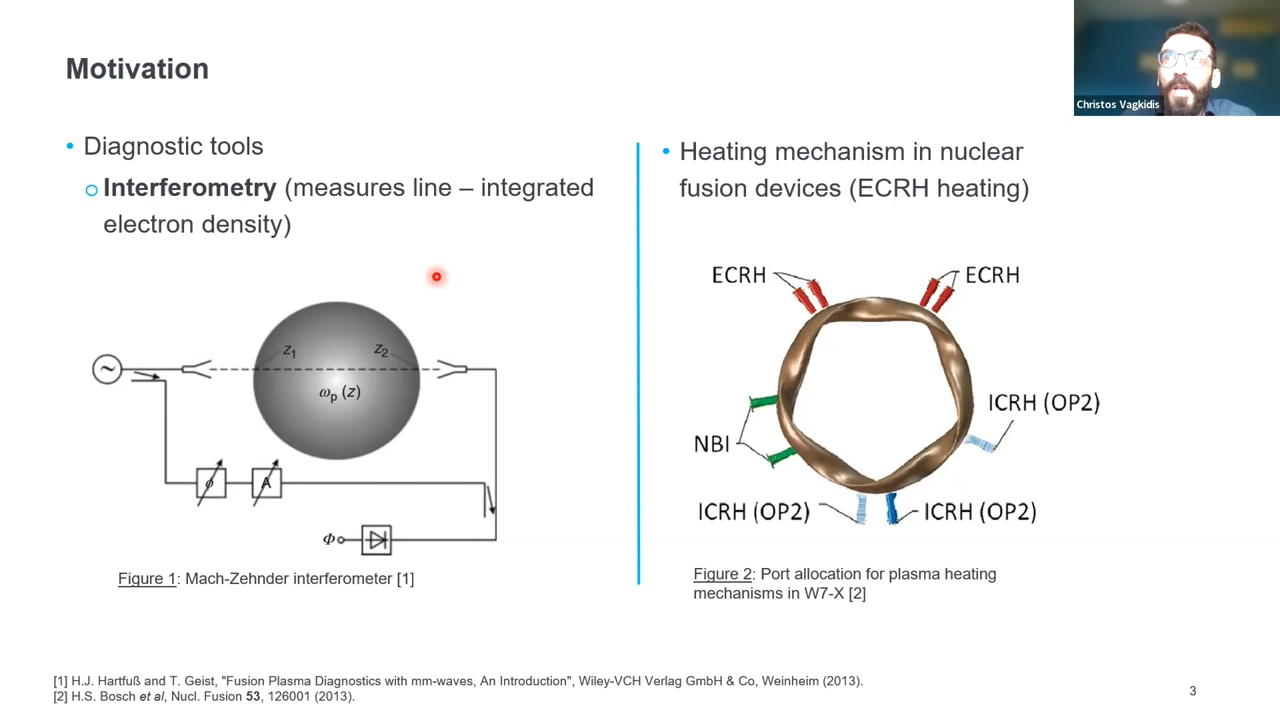 Motivation
Christos Vagkidis
• Diagnostic tools
○ Interferometry (measures line – integrated
electron density)
z1
z2
ωp (z)
~
ϕ
A
Φ
Figure 1: Mach-Zehnder interferometer [1]
• Heating mechanism in nuclear
fusion devices (ECRH heating)
ECRH
ECRH
ICRH (OP2)
NBI
ICRH (OP2)
ICRH (OP2)
Figure 2: Port allocation for plasma heating
mechanisms in W7-X [2]
[1] H.J. Hartfuß and T. Geist, "Fusion Plasma Diagnostics with mm-waves, An Introduction", Wiley-VCH Verlag GmbH & Co, Weinheim (2013).
[2] H.S. Bosch et al, Nucl. Fusion 53, 126001 (2013).
3